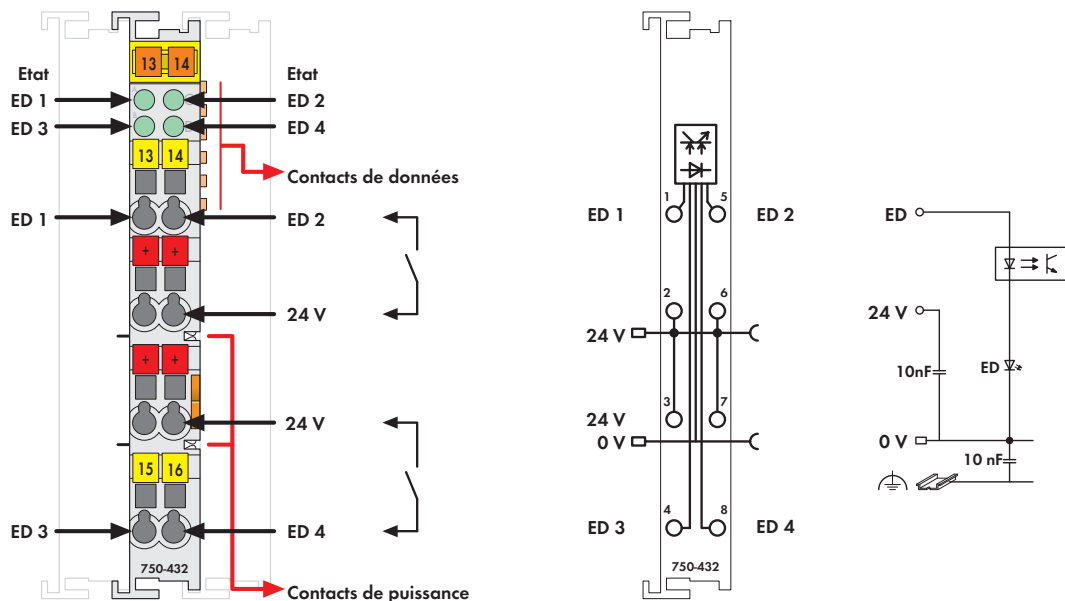 13 14
Etat
Etat
A C
ED 1
ED 2
ED 3
ED 4
13 14
Contacts de données
ED 1
ED 2
+ +
24 V
+ +
24 V
15 16
ED 3
ED 4
750-432
Contacts de puissance
1 5
ED 1
ED 2
2 6
24 V
3 7
24 V
0 V
4 8
ED 3
ED 4
750-432
ED
24 V
10nF
ED
0 V
10 nF